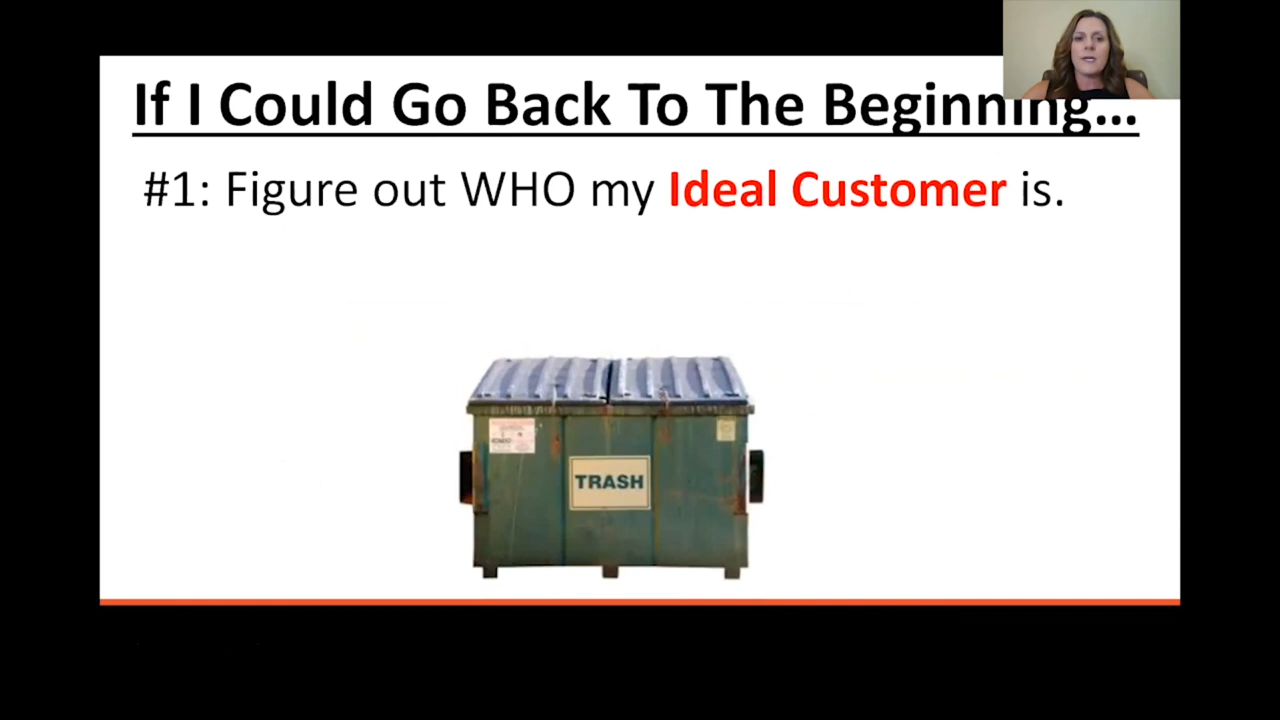 If I Could Go Back To The Beginning...
#1: Figure out WHO my Ideal Customer is.
TRASH